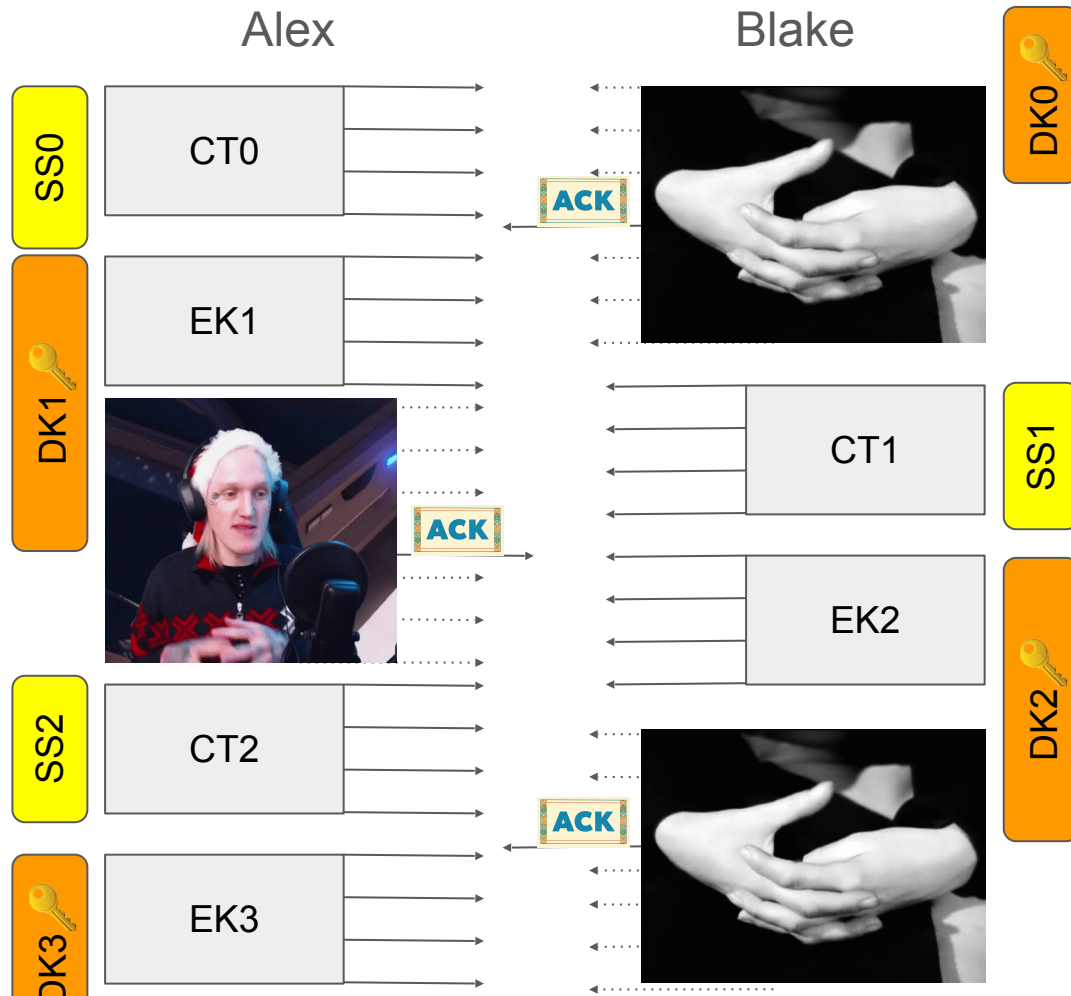 Alex
Blake
DK0
SS0
CT0
ACK
DK1
EK1
CT1
SS1
ACK
EK2
DK2
SS2
CT2
ACK
DK3
EK3